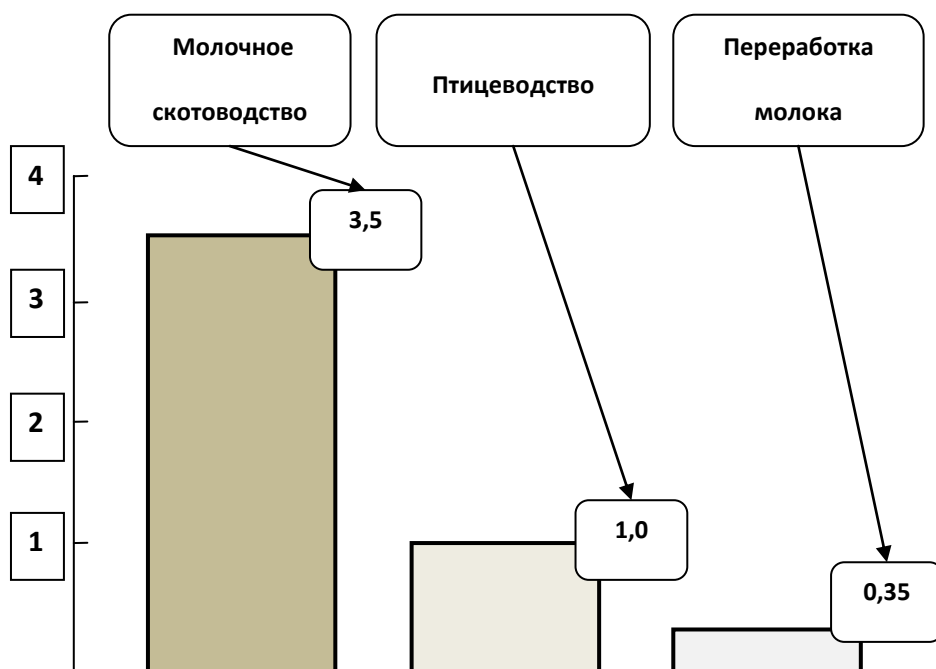 Молочное
скотоводство
Птицеводство
Переработка
молока
4
3,5
3
2
1
1,0
0,35